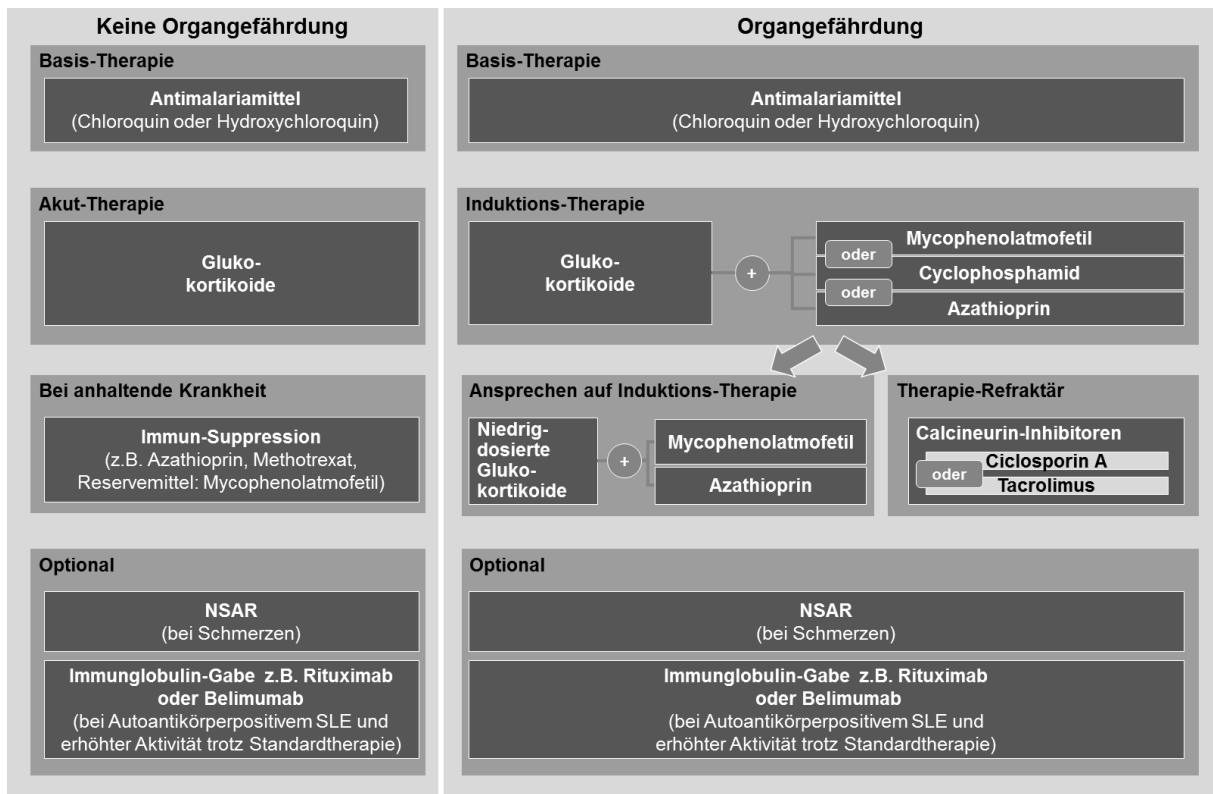 Keine Organgefährdung
Basis-Therapie
Antimalariamittel
(Chloroquin oder Hydroxychloroquin)
Akut-Therapie
Gluko-
kortikoide
Bei anhaltende Krankheit
Immun-Suppression
(z.B. Azathioprin, Methotrexat,
Reservemittel: Mycophenolatmofetil)
Optional
NSAR
(bei Schmerzen)
Immunglobulin-Gabe z.B. Rituximab
oder Belimumab
(bei Autoantikörperpositivem SLE und
erhöhter Aktivität trotz Standardtherapie)
Organgefährdung
Basis-Therapie
Antimalariamittel
(Chloroquin oder Hydroxychloroquin)
Induktions-Therapie
Gluko-
kortikoide
+
Mycophenolatmofetil
oder
Cyclophosphamid
oder
Azathioprin
Ansprechen auf Induktions-Therapie
Niedrig-
dosierte
Gluko-
kortikoide
+
Mycophenolatmofetil
Azathioprin
Therapie-Refraktär
Calcineurin-Inhibitoren
Ciclosporin A
oder
Tacrolimus
Optional
NSAR
(bei Schmerzen)
Immunglobulin-Gabe z.B. Rituximab
oder Belimumab
(bei Autoantikörperpositivem SLE und
erhöhter Aktivität trotz Standardtherapie)